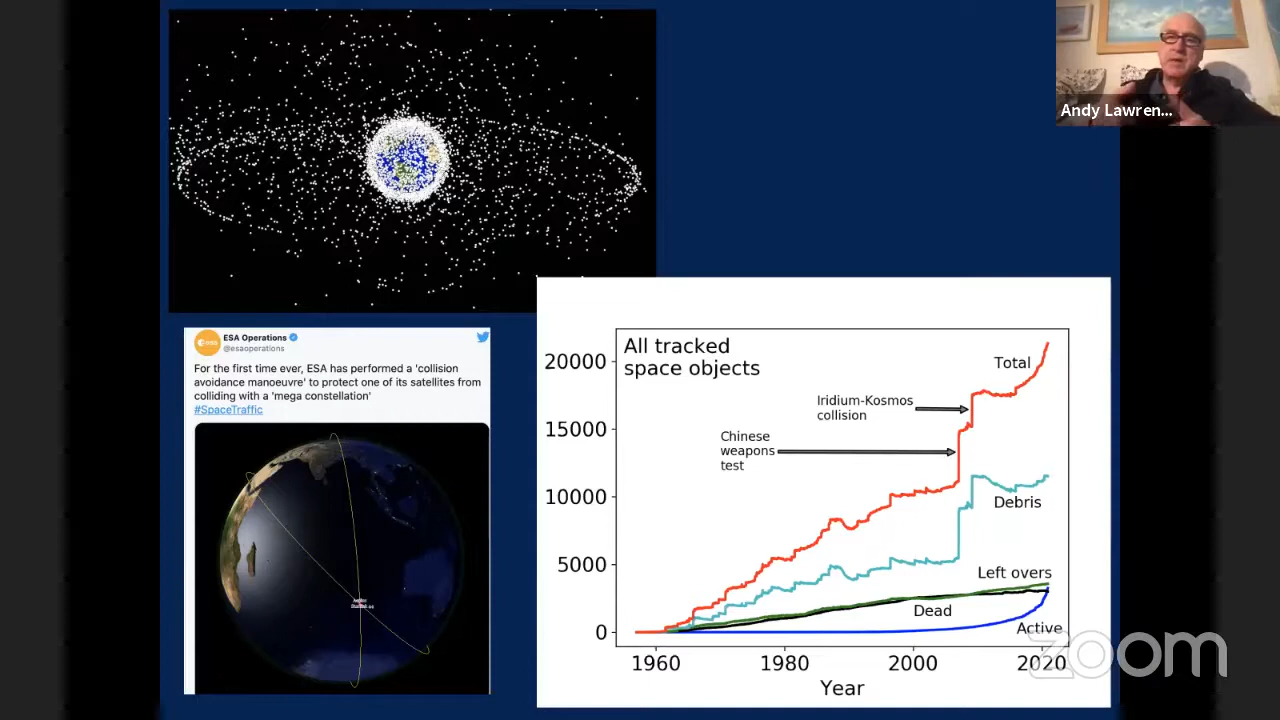 Andy Lawren...
ESA Operations
@esaoperations
For the first time ever, ESA has performed a 'collision
avoidance manoeuvre' to protect one of its satellites from
colliding with a 'mega constellation'
#SpaceTraffic
esa
All tracked
space objects
Total
Iridium-Kosmos
collision
Chinese
weapons
test
Debris
Left overs
Dead
Active
20000
15000
10000
5000
0
1960
1980
2000
2020
Year
zoom